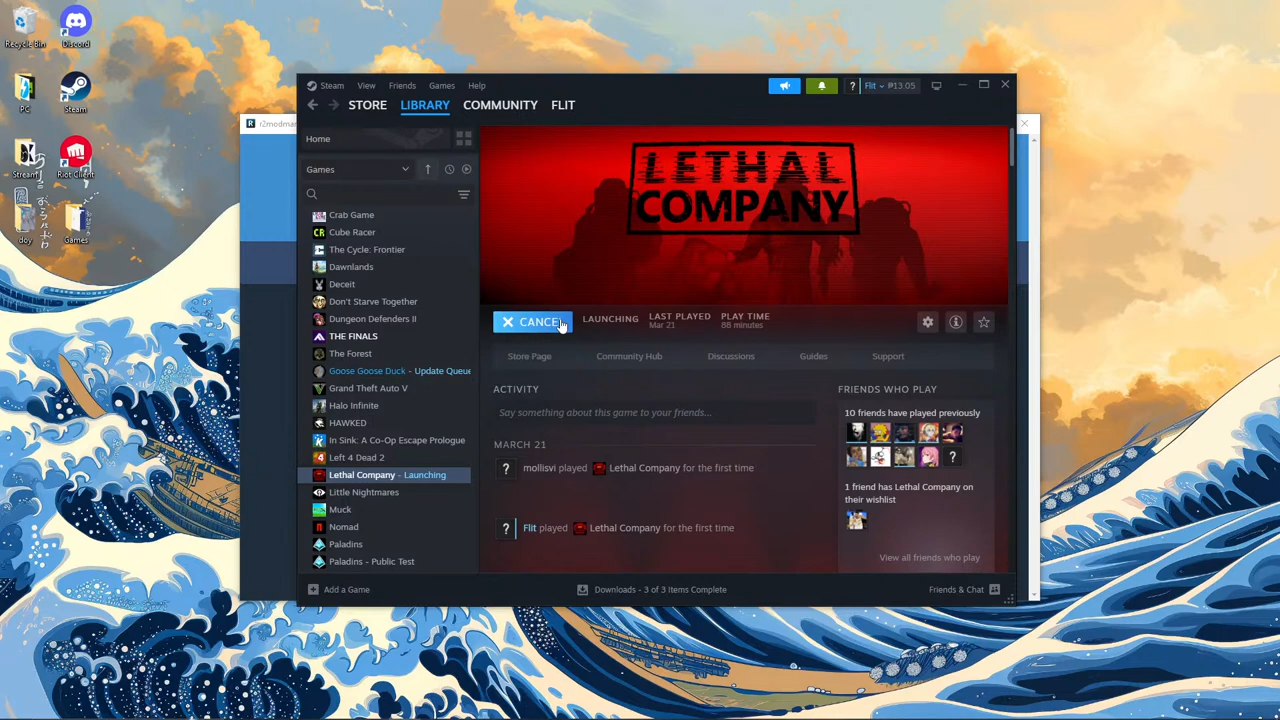 Recycle Bin
Discord
PC
Steam
Stream
Riot Client
doy
Games
r2modman
Steam
View
Friends
Games
Help
?
Flit
₱13.05
STORE
LIBRARY
COMMUNITY
FLIT
Home
Games
Crab Game
Cube Racer
The Cycle: Frontier
Dawnlands
Deceit
Don't Starve Together
Dungeon Defenders II
THE FINALS
The Forest
Goose Goose Duck - Update Queue
Grand Theft Auto V
Halo Infinite
HAWKED
In Sink: A Co-Op Escape Prologue
Left 4 Dead 2
Lethal Company - Launching
Little Nightmares
Muck
Nomad
Paladins
Paladins - Public Test
LETHAL
COMPANY
CANCEL
LAUNCHING
LAST PLAYED
Mar 21
PLAY TIME
88 minutes
Store Page
Community Hub
Discussions
Guides
Support
ACTIVITY
Say something about this game to your friends...
MARCH 21
? mollisvi played Lethal Company for the first time
? Flit played Lethal Company for the first time
FRIENDS WHO PLAY
10 friends have played previously
?
1 friend has Lethal Company on
their wishlist
View all friends who play
Add a Game
Downloads - 3 of 3 Items Complete
Friends & Chat